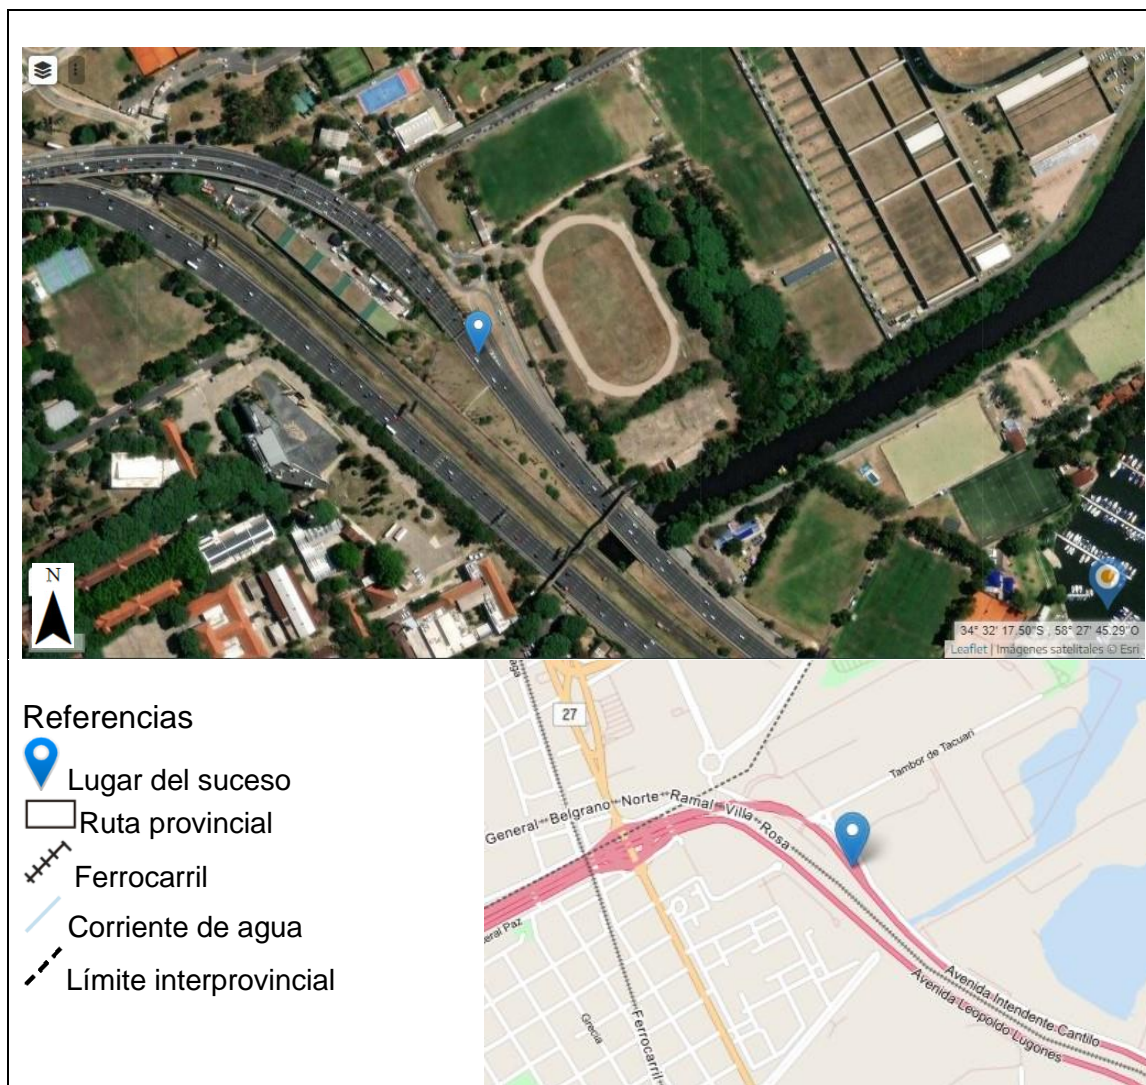 N
34° 32' 17.50"S , 58° 27' 45.29"O
Leaflet | Imágenes satelitales © Esri
Referencias
Lugar del suceso
Ruta provincial
Ferrocarril
Corriente de agua
Límite interprovincial
27
Tambor de Tacuarí
General Belgrano Norte Ramal Villa Rosa
eral Paz
Grecia
Ferrocarril
Avenida Intendente Cantilo
Avenida Leopoldo Lugones